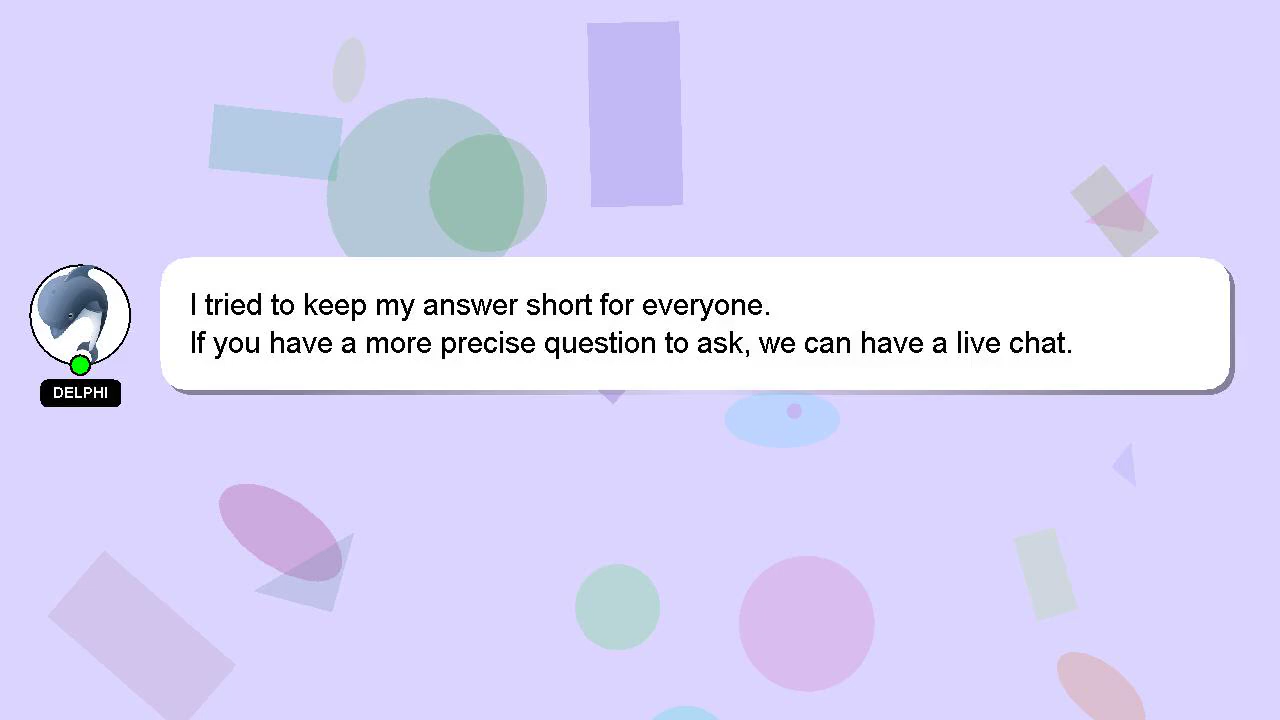 I tried to keep my answer short for everyone.
If you have a more precise question to ask, we can have a live chat.
DELPHI